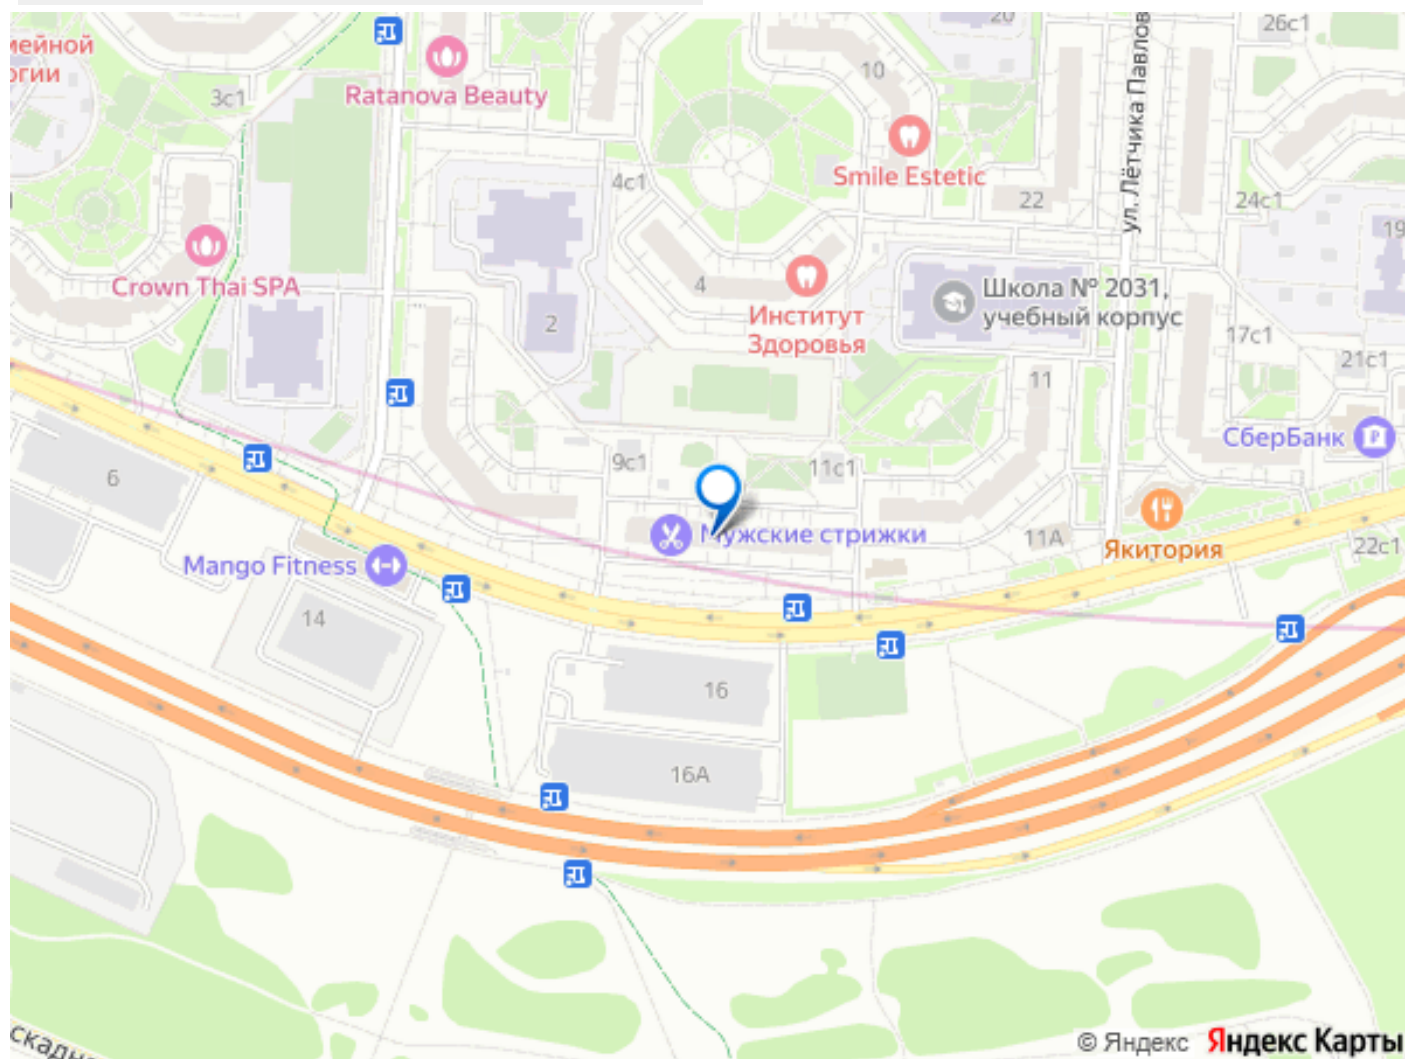 20
26с1
мейной
огии
10
Ratanova Beauty
3с1
ул. Лётчика Павлов
Smile Estetic
4с1
22
24с1
19
Crown Thai SPA
4
Школа № 2031,
учебный корпус
Институт
Здоровья
2
17с1
21с1
11
СберБанк
9с1
11с1
6
Мужские стрижки
11А
Якитория
22с1
Mango Fitness
14
16
16А
скадна
© Яндекс Яндекс Карты